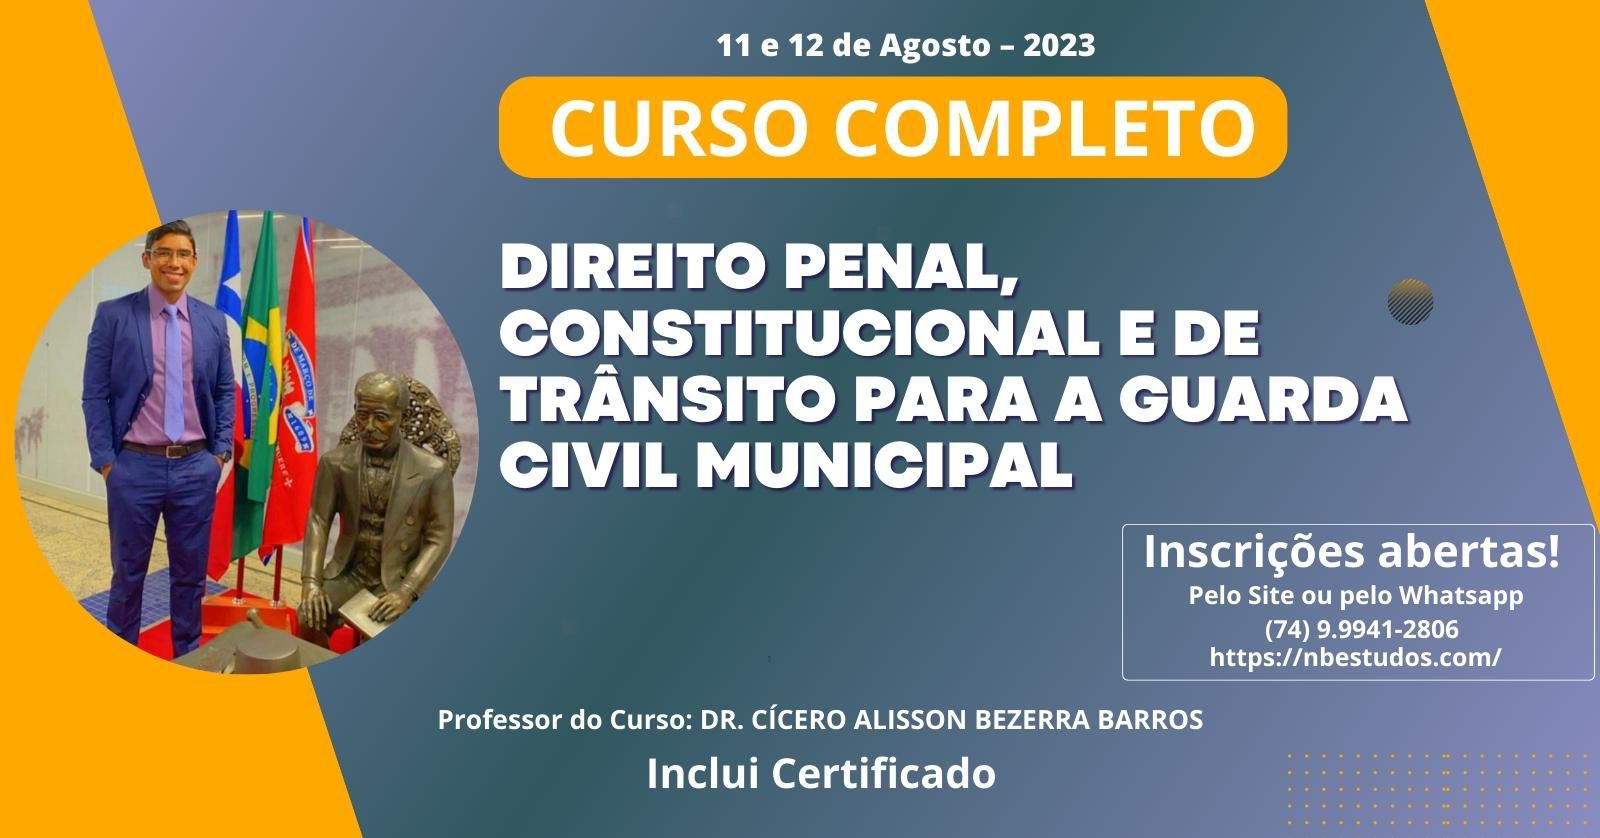 11 e 12 de Agosto – 2023
CURSO COMPLETO
DIREITO PENAL,
CONSTITUCIONAL E DE
TRÂNSITO PARA A GUARDA
CIVIL MUNICIPAL
Inscrições abertas!
Pelo Site ou pelo Whatsapp
(74) 9.9941-2806
https://nbestudos.com/
Professor do Curso: DR. CÍCERO ALISSON BEZERRA BARROS
Inclui Certificado